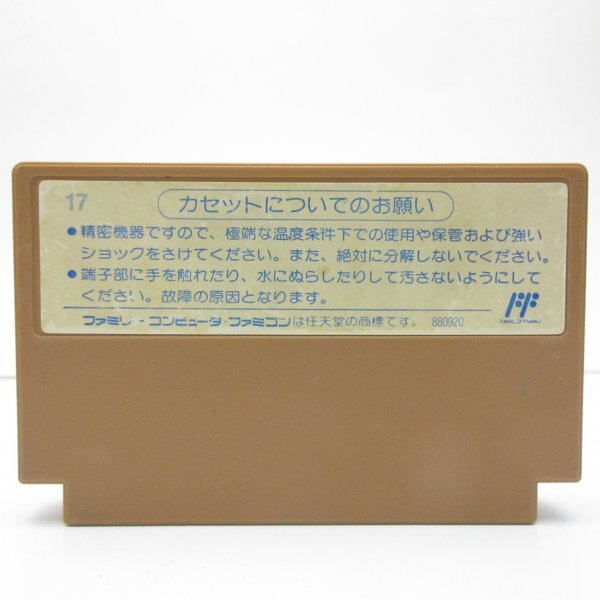 17
カセットについてのお願い
●精密機器ですので、極端な温度条件下での使用や保管および強い
ショックをさけてください。また、絶対に分解しないでください。
●端子部に手を触れたり、水にぬらしたりして汚さないようにして
ください。故障の原因となります。
ファミリーコンピュータ・ファミコンは任天堂の商標です。 880920